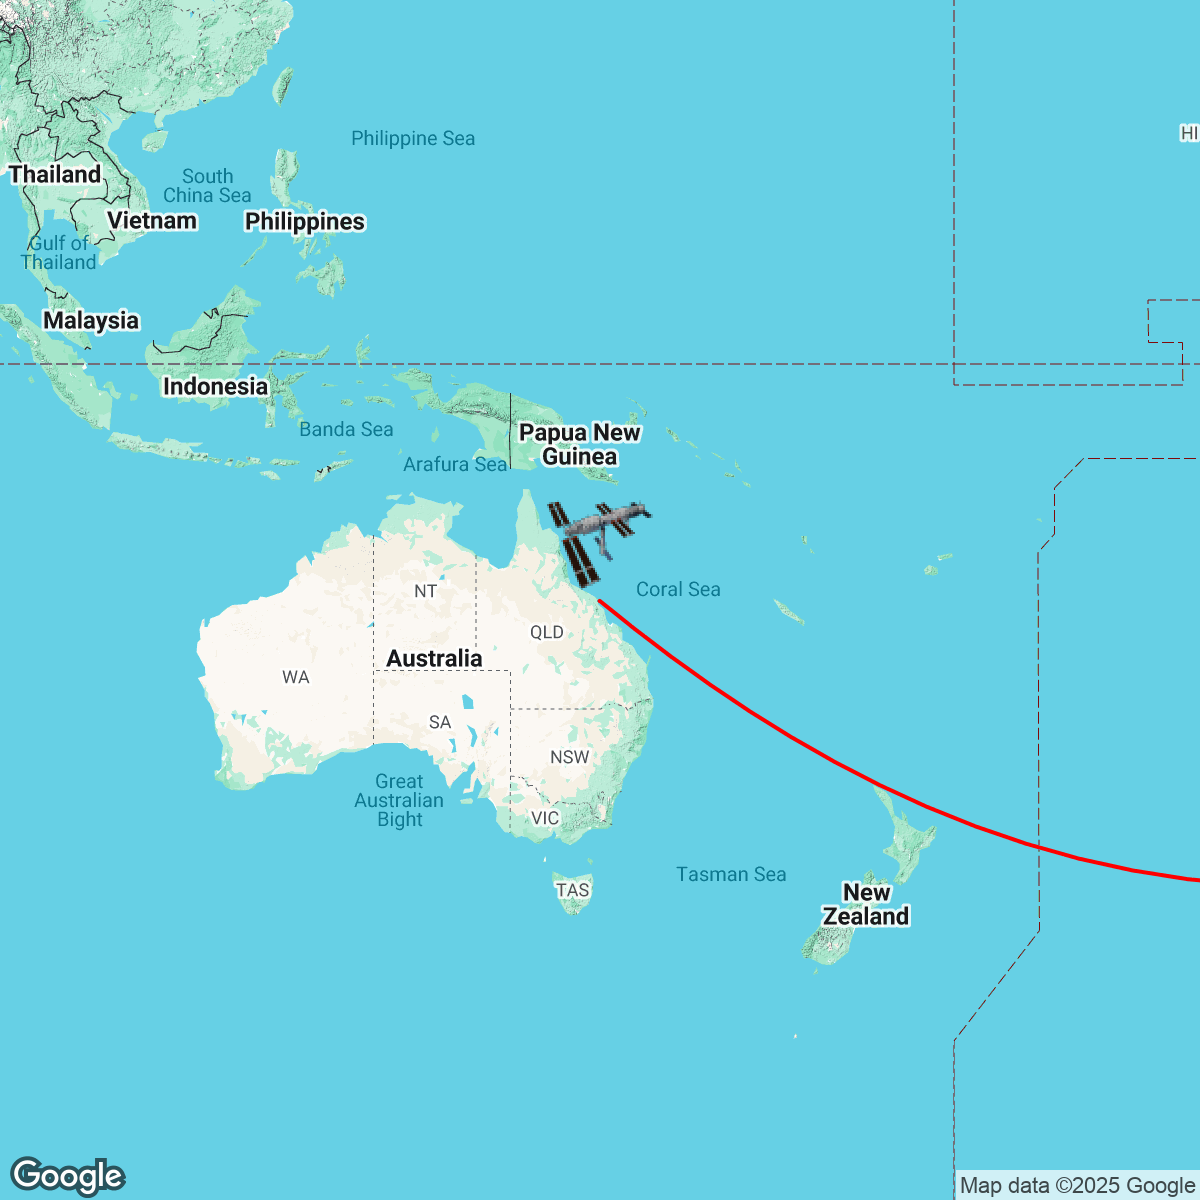 Philippine Sea
HI
Thailand
South
China Sea
Vietnam
Philippines
Gulf of
Thailand
Malaysia
Indonesia
Banda Sea
Papua New
Guinea
Arafura Sea
NT
Coral Sea
QLD
Australia
WA
SA
NSW
Great
Australian
Bight
VIC
Tasman Sea
TAS
New
Zealand
Google
Map data ©2025 Google